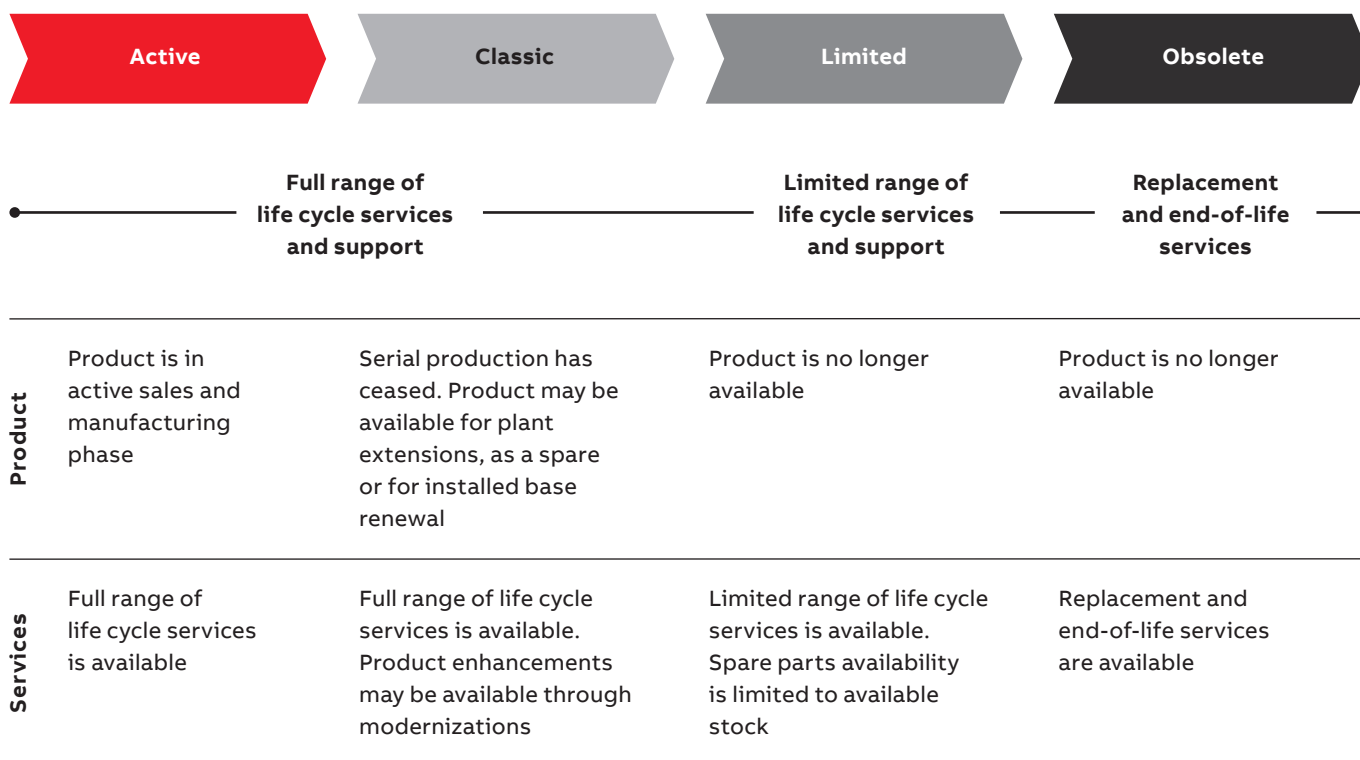 Active
Classic
Limited
Obsolete
Full range of
life cycle services
and support
Limited range of
life cycle services
and support
Replacement
and end-of-life
services
Product
Product is in
active sales and
manufacturing
phase
Serial production has
ceased. Product may be
available for plant
extensions, as a spare
or for installed base
renewal
Product is no longer
available
Product is no longer
available
Services
Full range of
life cycle services
is available
Full range of life cycle
services is available.
Product enhancements
may be available through
modernizations
Limited range of life cycle
services is available.
Spare parts availability
is limited to available
stock
Replacement and
end-of-life services
are available